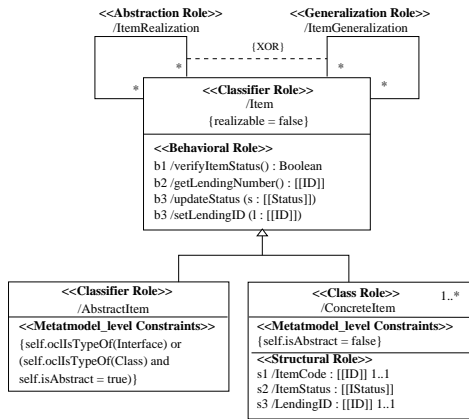 <<Abstraction Role>>
/ItemRealization
<<Generalization Role>>
/ItemGeneralization
{XOR}
*
*
*
*
<<Classifier Role>>
/Item
{realizable = false}
<<Behavioral Role>>
b1 /verifyItemStatus() : Boolean
b2 /getLendingNumber() : [[ID]]
b3 /updateStatus (s : [[Status]])
b3 /setLendingID (l : [[ID]])
<<Classifier Role>>
/AbstractItem
<<Metatmodel_level Constraints>>
{self.oclIsTypeOf(Interface) or
(self.oclIsTypeOf(Class) and
self.isAbstract = true)}
<<Class Role>>
/ConcreteItem
1..*
<<Metatmodel_level Constraints>>
{self.isAbstract = false}
<<Structural Role>>
s1 /ItemCode : [[ID]] 1..1
s2 /ItemStatus : [[IStatus]]
s3 /LendingID : [[ID]] 1..1